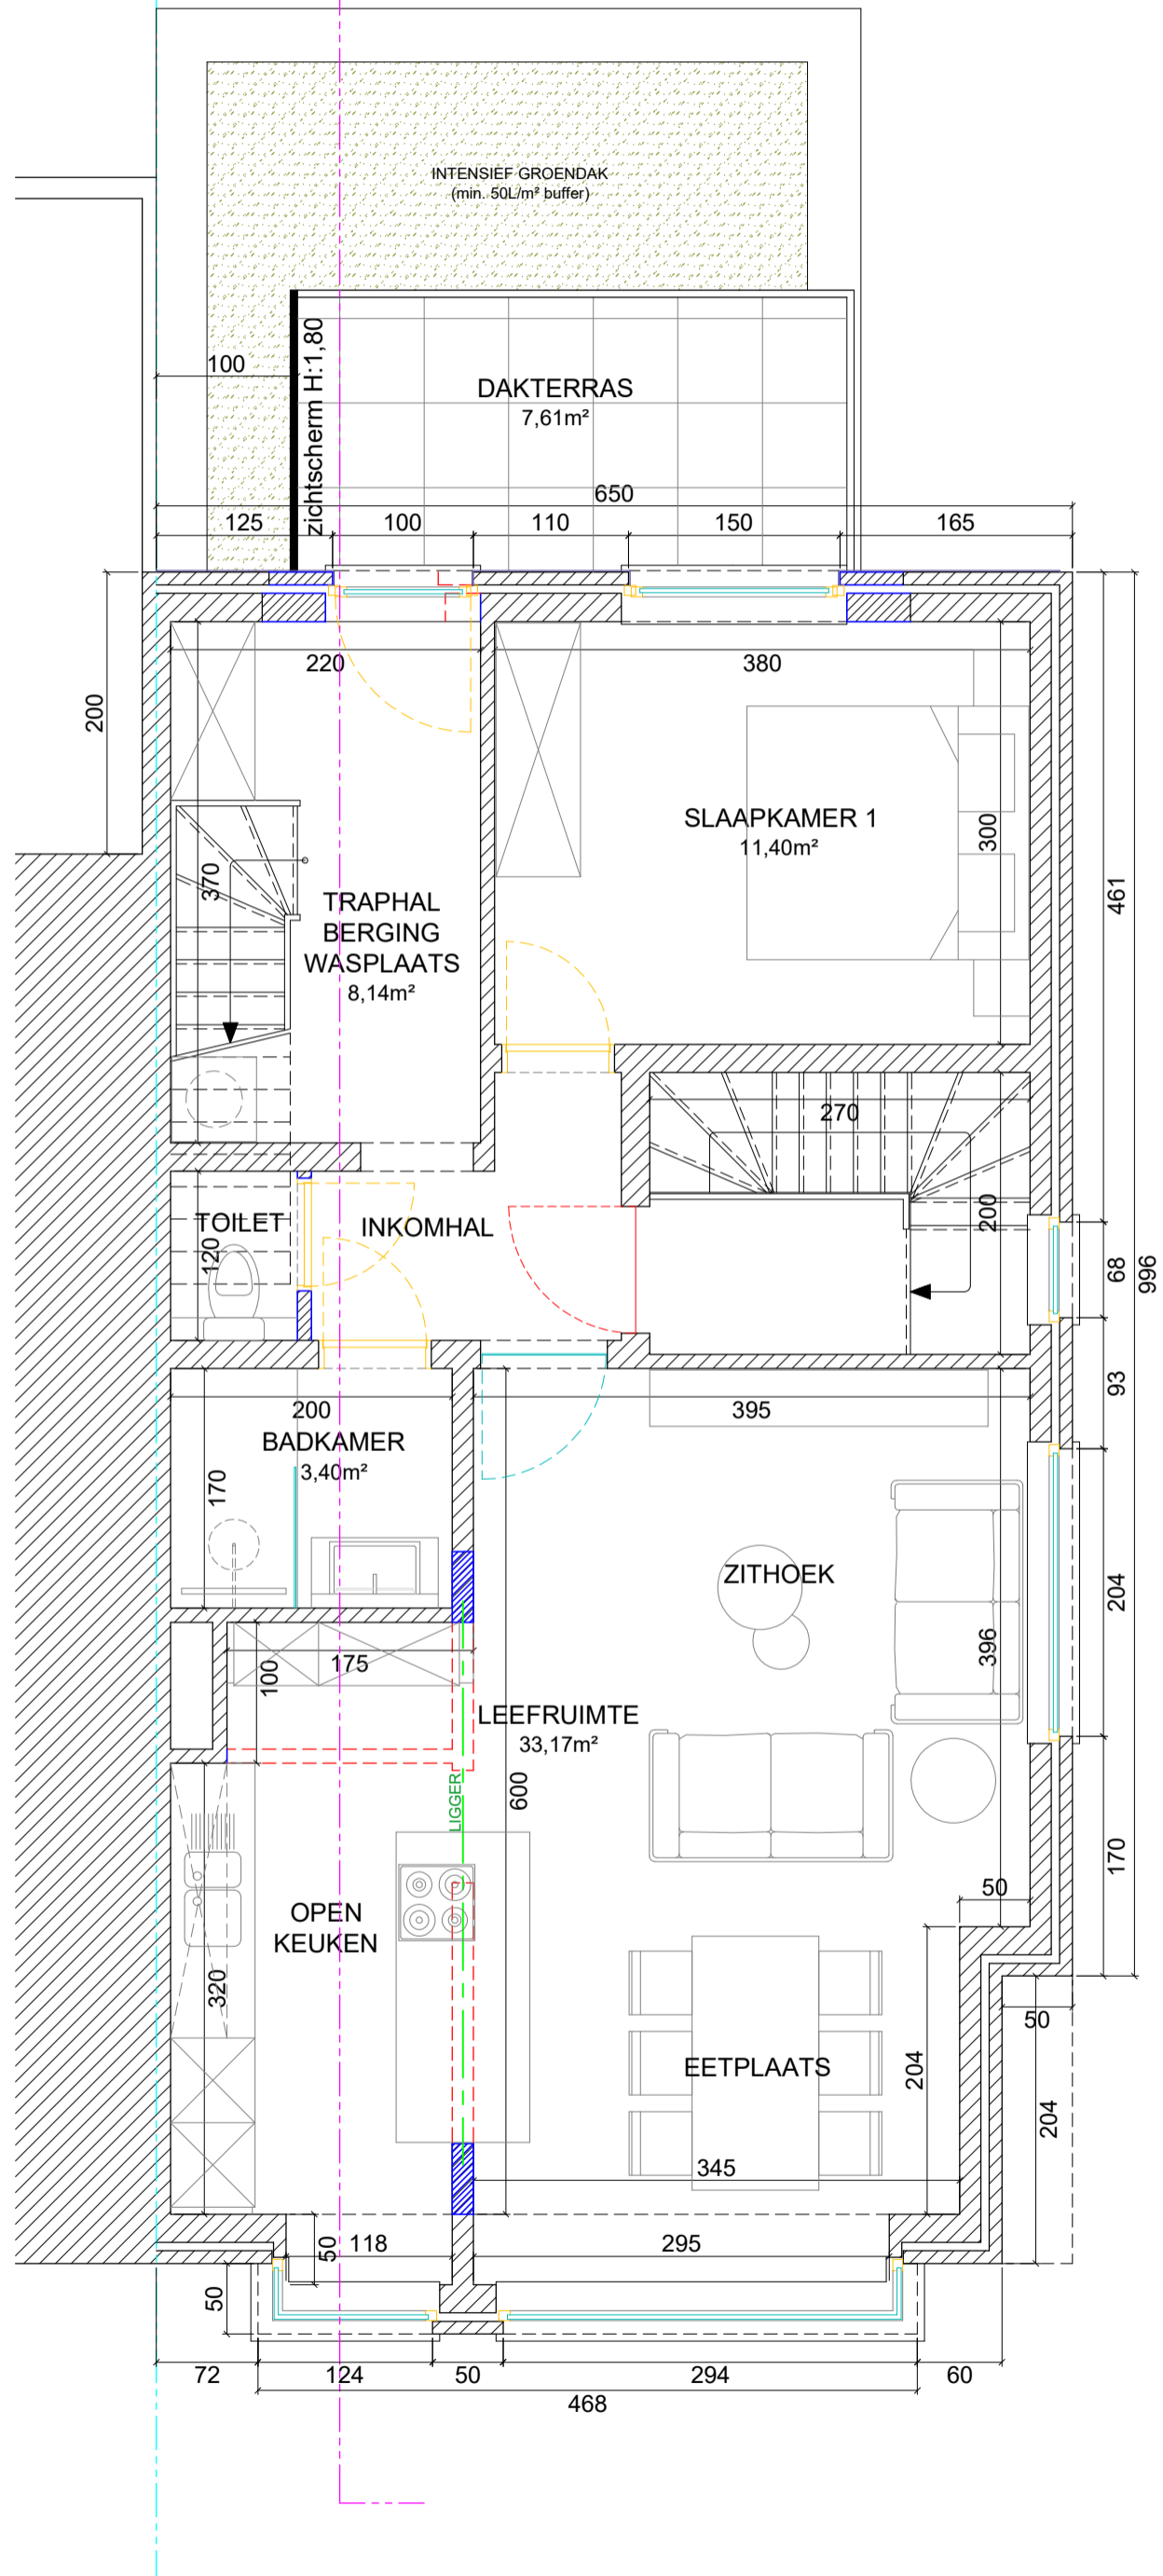 INTENSIEF GROENDAK
(min. 50L/m² buffer)
zichtscherm H:1,80
100
DAKTERRAS
7,61m²
650
125
100
110
150
165
200
220
380
370
SLAAPKAMER 1
11,40m²
300
461
TRAPHAL
BERGING
WASPLAATS
8,14m²
270
200
TOILET
120
INKOMHAL
68
996
93
200
395
BADKAMER
3,40m²
170
ZITHOEK
204
396
175
100
LEEFRUIMTE
33,17m²
LIGGER
600
170
50
OPEN
KEUKEN
320
50
EETPLAATS
204
204
345
50
118
295
50
72
124
50
294
60
468